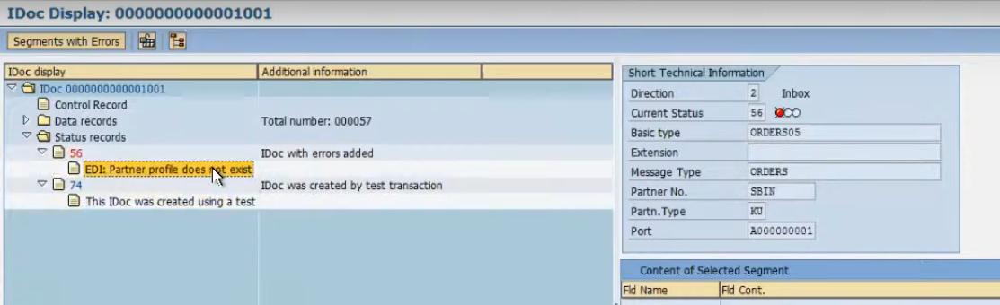 IDoc Display: 0000000000001001
Segments with Errors
IDoc display Additional information
IDoc 0000000000001001
Control Record
Data records Total number: 000057
Status records
56 IDoc with errors added
EDI: Partner profile does not exist
74 IDoc was created by test transaction
This IDoc was created using a test
Short Technical Information
Direction 2 Inbox
Current Status 56
Basic type ORDERS05
Extension
Message Type ORDERS
Partner No. SBIN
Partn.Type KU
Port A000000001
Content of Selected Segment
Fld Name Fld Cont.